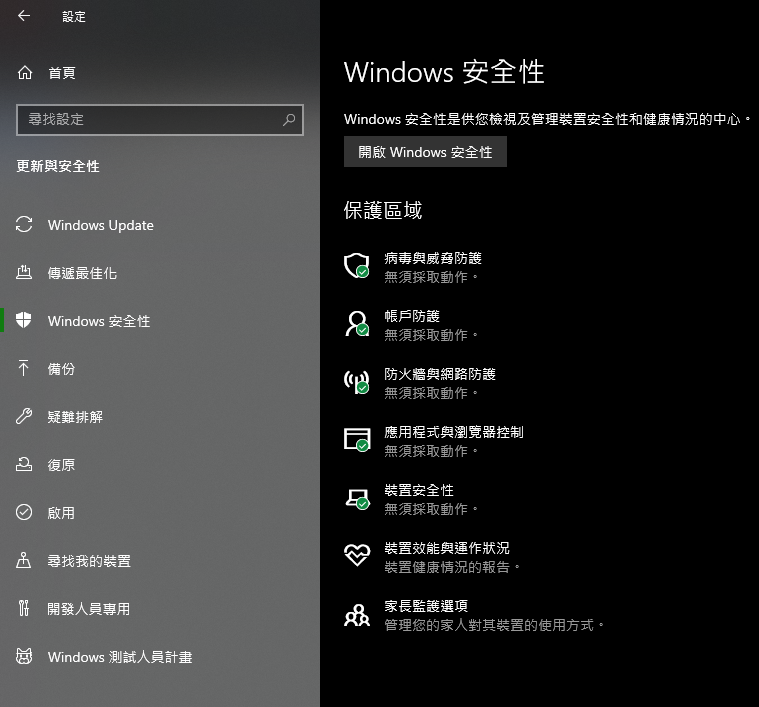 設定
首頁
尋找設定
更新與安全性
Windows Update
傳遞最佳化
Windows 安全性
備份
疑難排解
復原
啟用
尋找我的裝置
開發人員專用
Windows 測試人員計畫
Windows 安全性
Windows 安全性是供您檢視及管理裝置安全性和健康情況的中心。
開啟 Windows 安全性
保護區域
病毒與威脅防護
無須採取動作。
帳戶防護
無須採取動作。
防火牆與網路防護
無須採取動作。
應用程式與瀏覽器控制
無須採取動作。
裝置安全性
無須採取動作。
裝置效能與運作狀況
裝置健康情況的報告。
家長監護選項
管理您的家人對其裝置的使用方式。